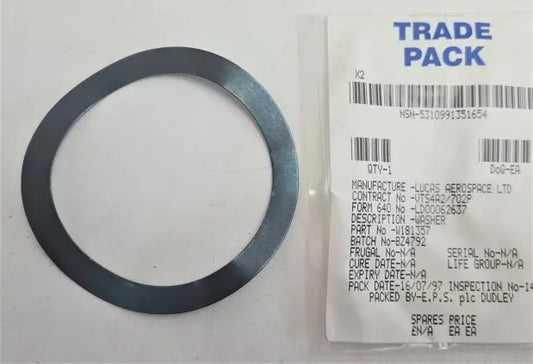 TRADE
PACK
X2
NSN-5310991351654
QTY-1 DoQ-EA
MANUFACTURE -LUCAS AEROSPACE LTD
CONTRACT No -VTS4A2/702P
FORM 640 No -LD00062637
DESCRIPTION -WASHER
PART No -W181357
BATCH No-BZ4792
FRUGAL No-N/A SERIAL No-N/A
CURE DATE-N/A LIFE GROUP-N/A
EXPIRY DATE-N/A
PACK DATE-16/07/97 INSPECTION No-14
PACKED BY-E.P.S. plc DUDLEY
SPARES PRICE
£N/A EA EA